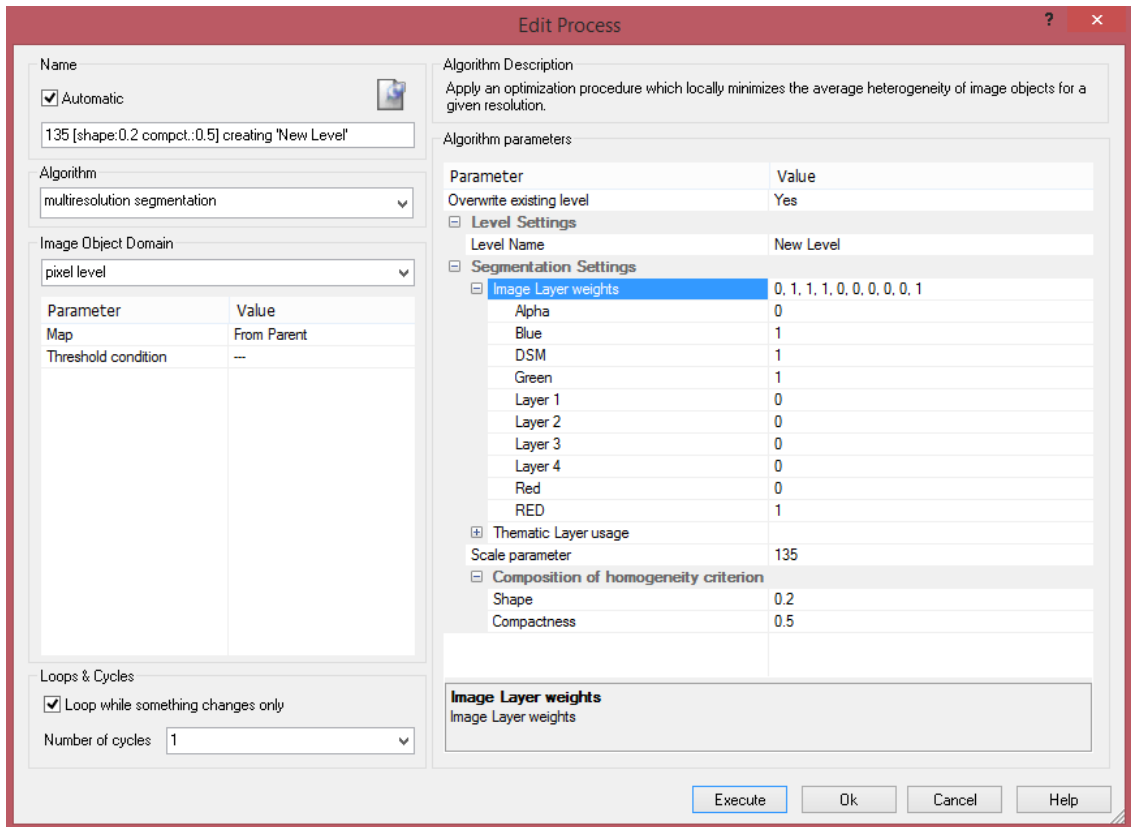 Edit Process
?
×
Name
Automatic
135 [shape:0.2 compct.:0.5] creating 'New Level'
Algorithm
multiresolution segmentation
Image Object Domain
pixel level
Parameter Value
Map From Parent
Threshold condition ---
Loops & Cycles
Loop while something changes only
Number of cycles 1
Algorithm Description
Apply an optimization procedure which locally minimizes the average heterogeneity of image objects for a
given resolution.
Algorithm parameters
Parameter Value
Overwrite existing level Yes
Level Settings
Level Name New Level
Segmentation Settings
Image Layer weights 0, 1, 1, 1, 0, 0, 0, 0, 0, 1
Alpha 0
Blue 1
DSM 1
Green 1
Layer 1 0
Layer 2 0
Layer 3 0
Layer 4 0
Red 0
RED 1
Thematic Layer usage
Scale parameter 135
Composition of homogeneity criterion
Shape 0.2
Compactness 0.5
Image Layer weights
Image Layer weights
Execute Ok Cancel Help